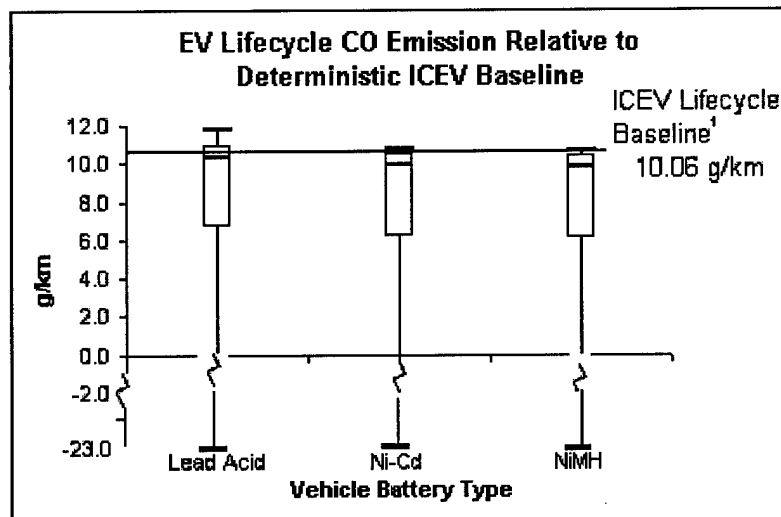 EV Lifecycle CO Emission Relative to
Deterministic ICEV Baseline
ICEV Lifecycle
Baseline¹
10.06 g/km
g/km
12.0
10.0
8.0
6.0
4.0
2.0
0.0
-2.0
-23.0
Lead Acid
Ni-Cd
NiMH
Vehicle Battery Type